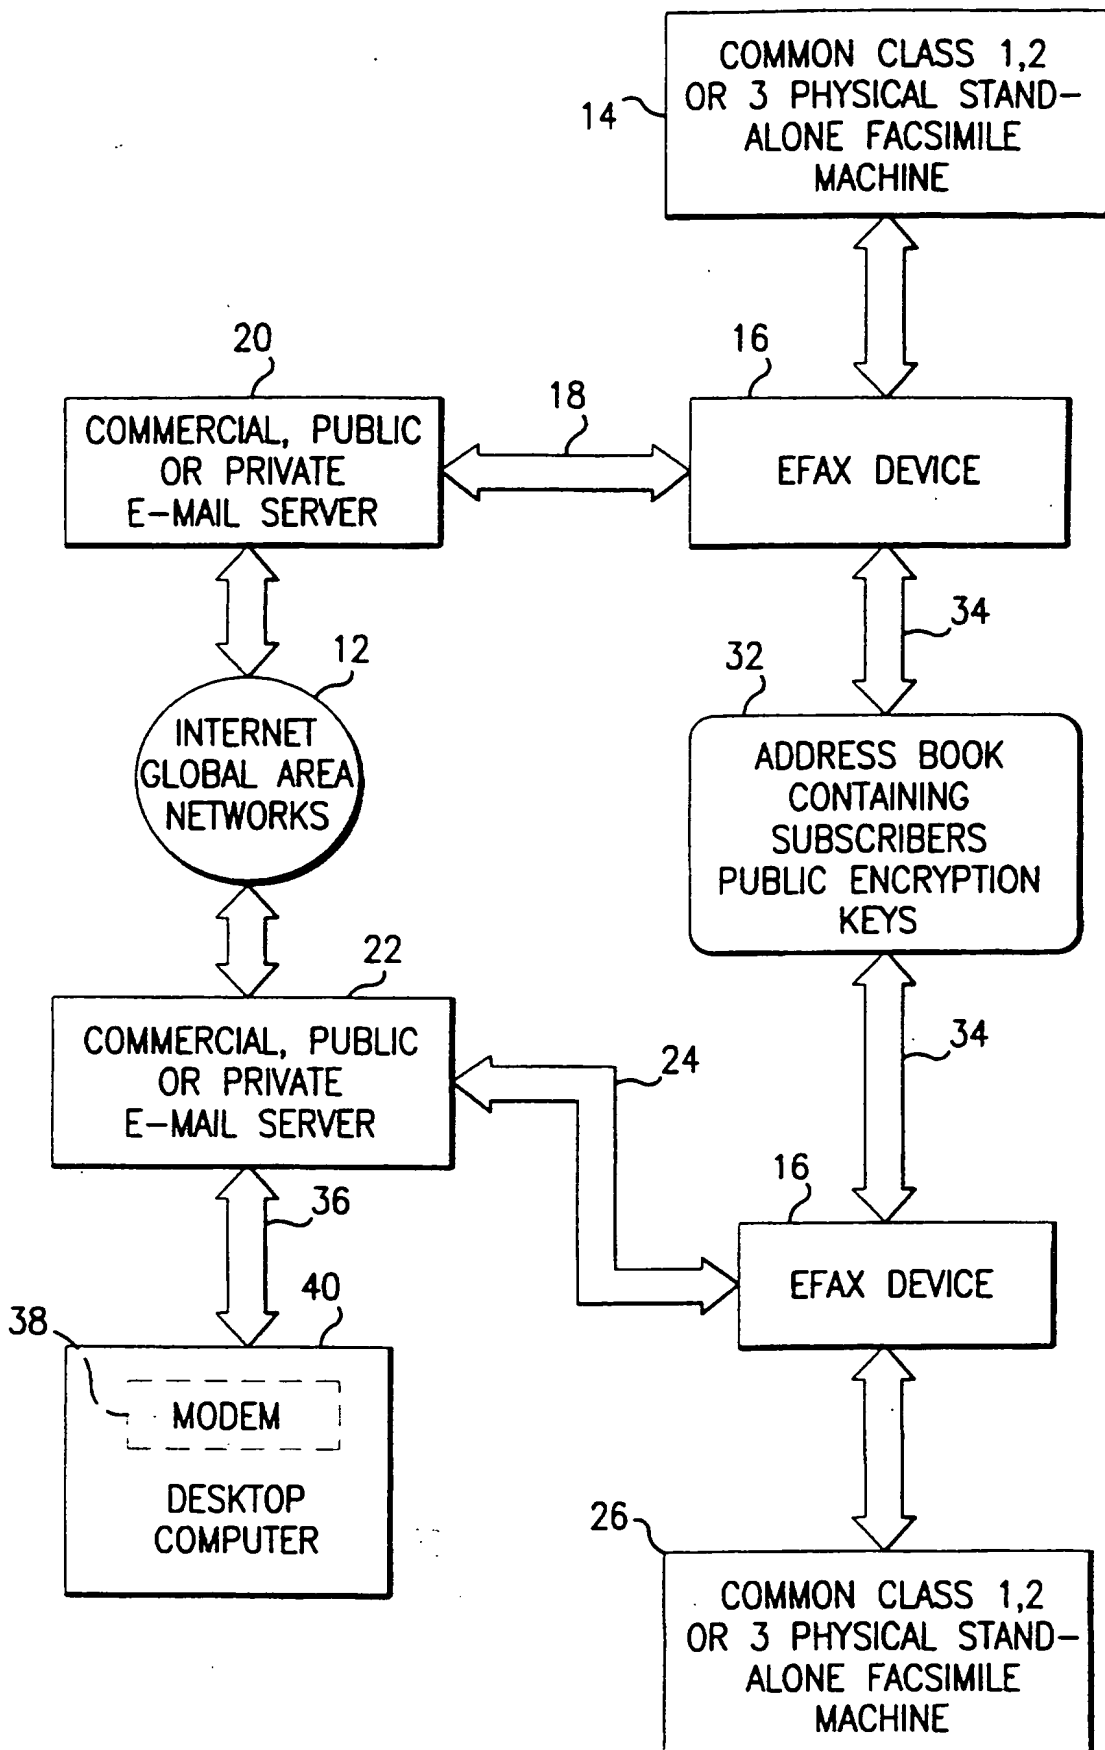 COMMON CLASS 1,2
OR 3 PHYSICAL STAND-
ALONE FACSIMILE
MACHINE
14
20
16
18
COMMERCIAL, PUBLIC
OR PRIVATE
E-MAIL SERVER
EFAX DEVICE
34
12
32
INTERNET
GLOBAL AREA
NETWORKS
ADDRESS BOOK
CONTAINING
SUBSCRIBERS
PUBLIC ENCRYPTION
KEYS
22
COMMERCIAL, PUBLIC
OR PRIVATE
E-MAIL SERVER
24
34
16
36
EFAX DEVICE
40
38
MODEM
DESKTOP
COMPUTER
26
COMMON CLASS 1,2
OR 3 PHYSICAL STAND-
ALONE FACSIMILE
MACHINE